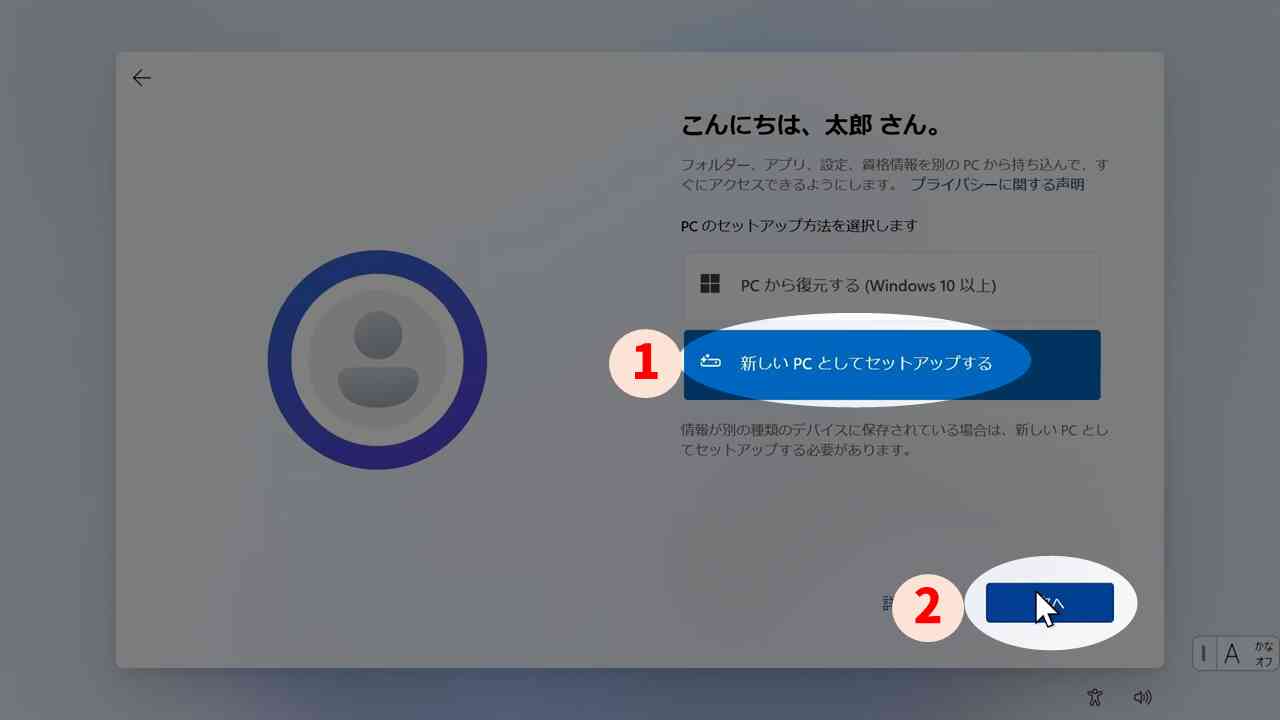 こんにちは、太郎 さん。
フォルダー、アプリ、設定、資格情報を別の PC から持ち込んで、す
ぐにアクセスできるようにします。 プライバシーに関する声明
PC のセットアップ方法を選択します
PC から復元する (Windows 10 以上)
1
新しい PC としてセットアップする
情報が別の種類のデバイスに保存されている場合は、新しい PC とし
てセットアップする必要があります。
2
へ
A
かな
オフ